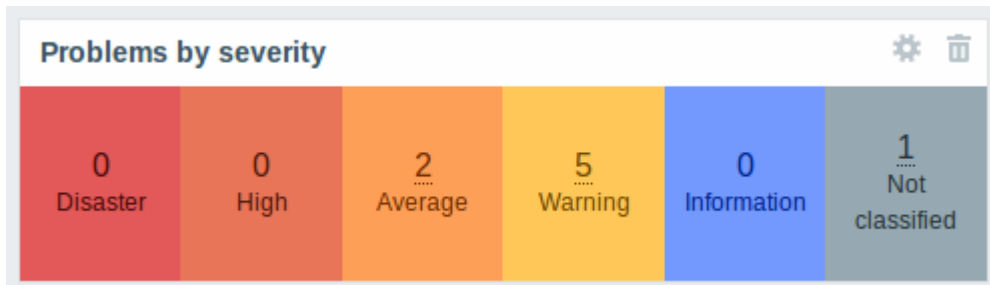 Problems by severity
0
Disaster
0
High
2
Average
5
Warning
0
Information
1
Not
classified